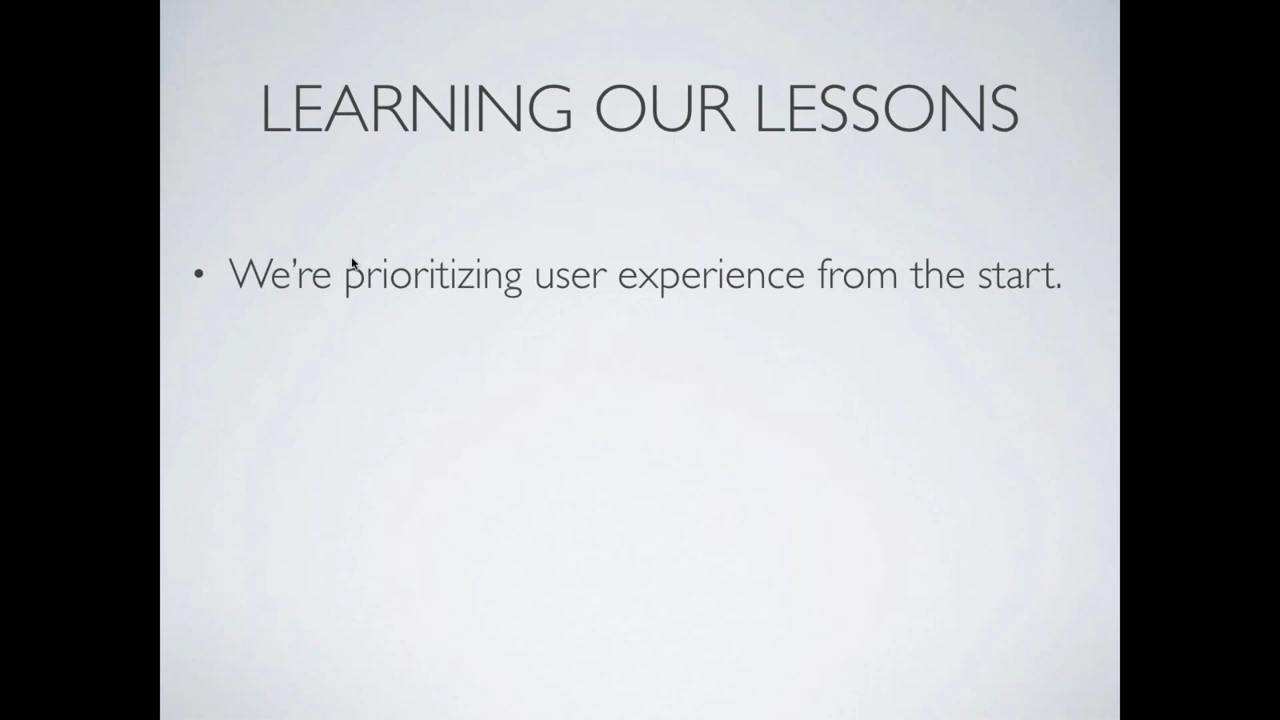 LEARNING OUR LESSONS
• We're prioritizing user experience from the start.